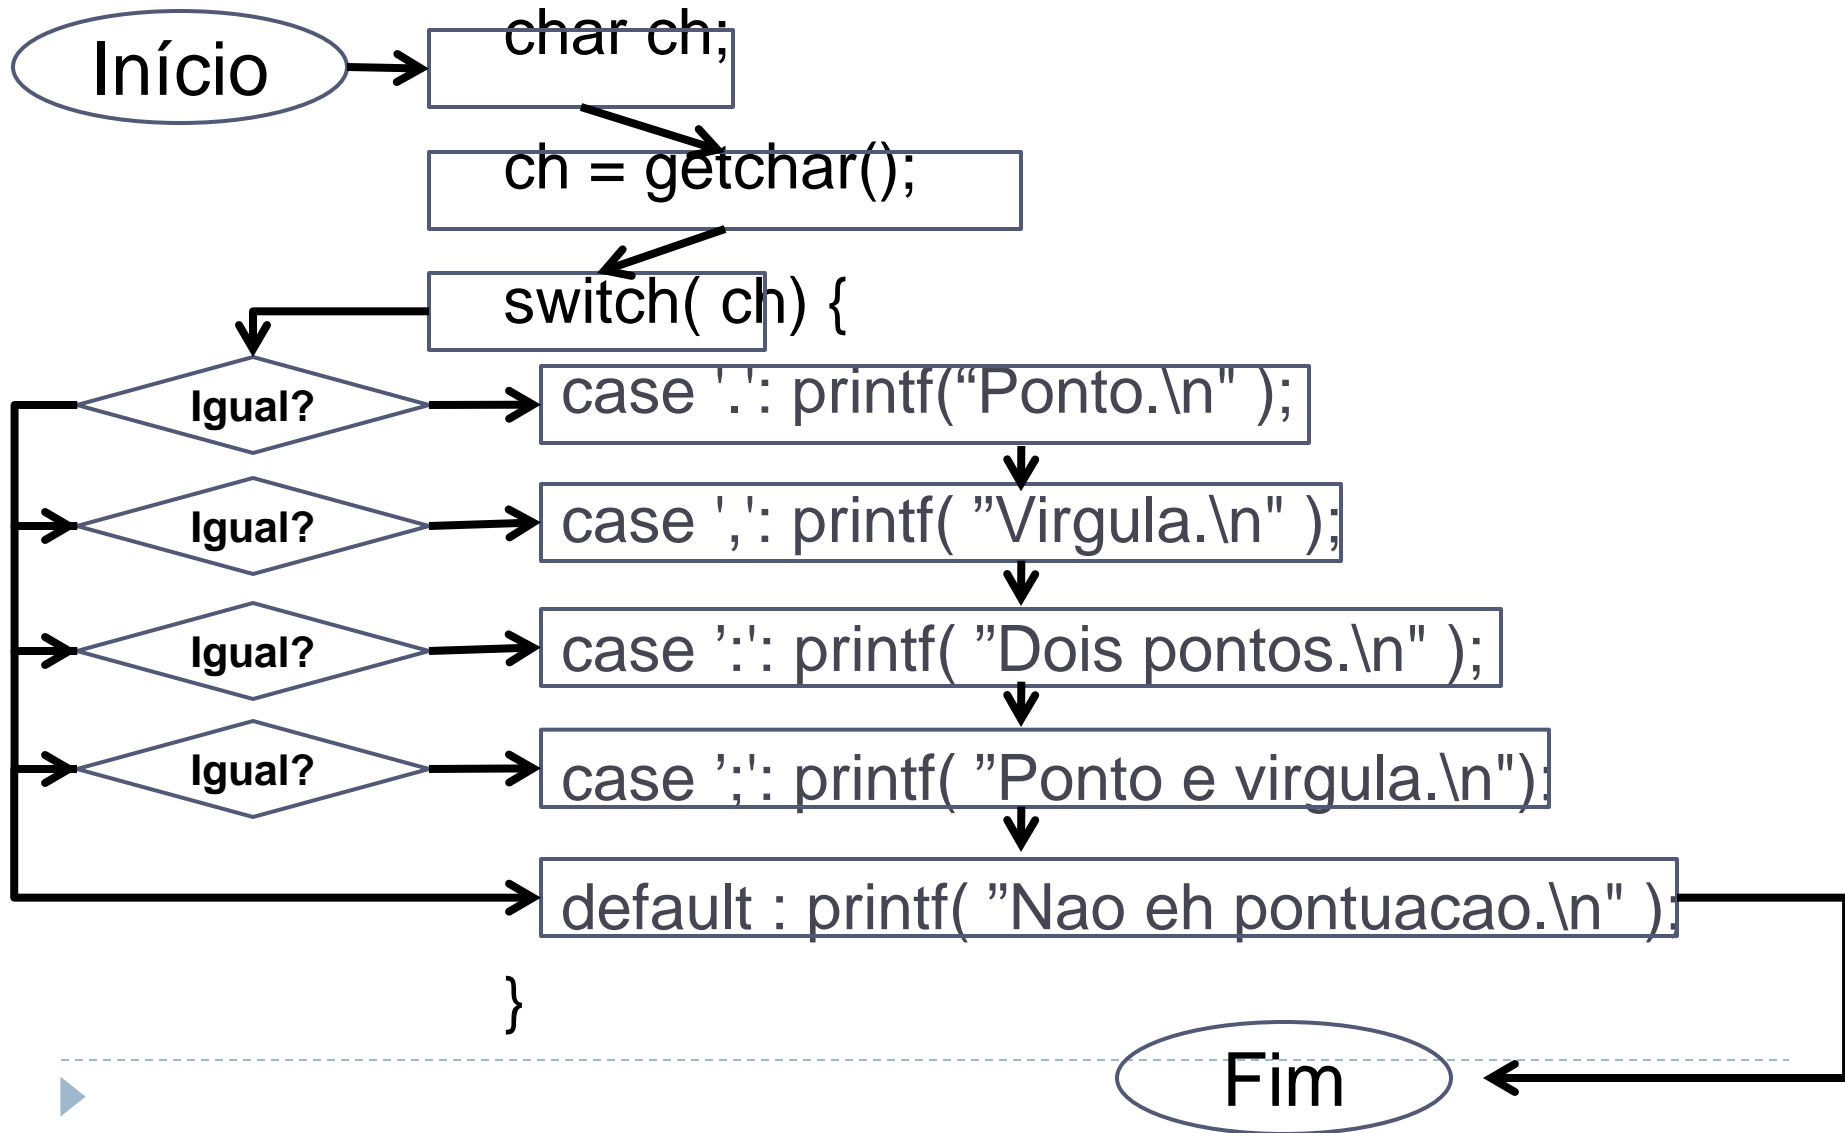 Início
char ch;
ch = getchar();
switch( ch) {
Igual?
case '.': printf(“Ponto.\n" );
Igual?
case ',': printf( ”Virgula.\n" );
Igual?
case ’:': printf( ”Dois pontos.\n" );
Igual?
case ’;': printf( ”Ponto e virgula.\n");
default : printf( ”Nao eh pontuacao.\n" );
}
Fim